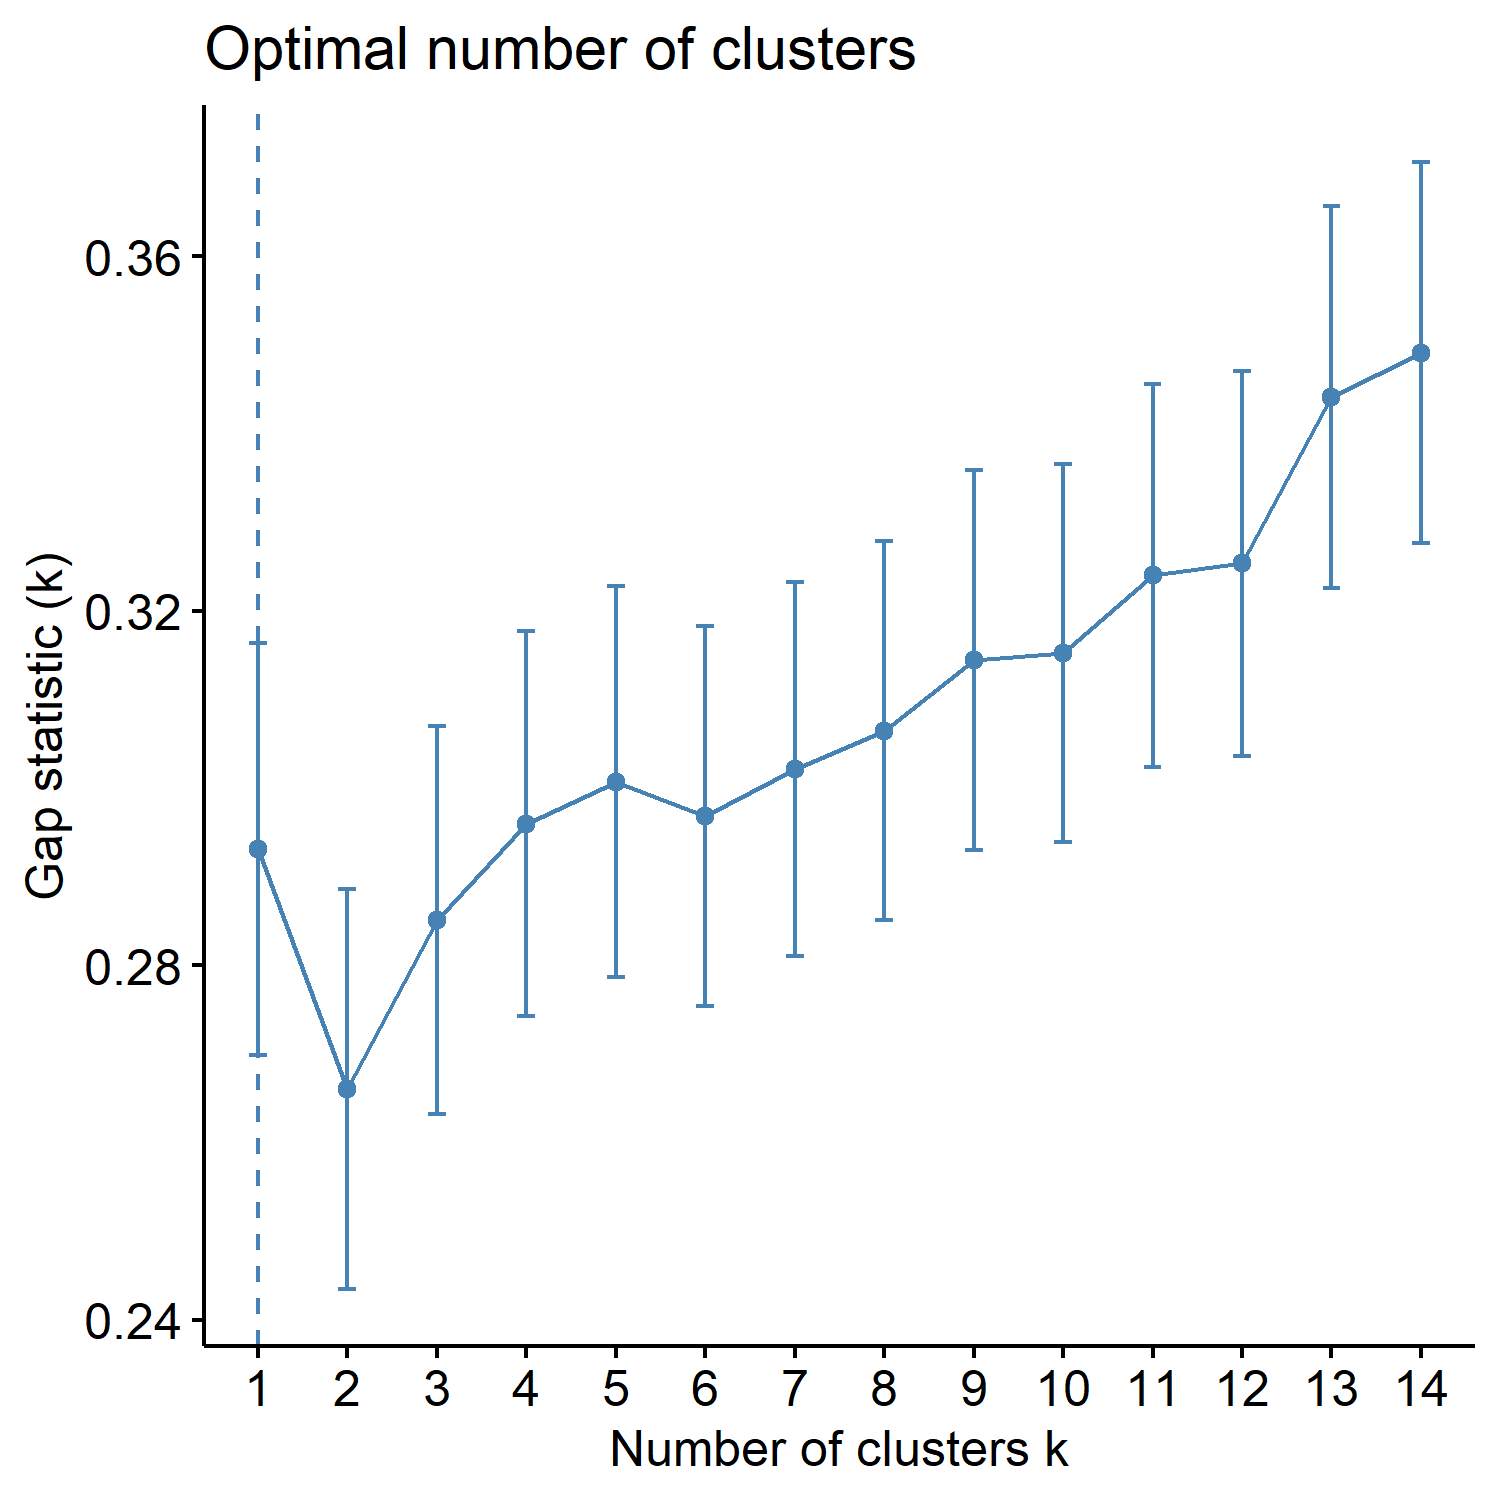 Optimal number of clusters
Gap statistic (k)
0.36
0.32
0.28
0.24
1 2 3 4 5 6 7 8 9 10 11 12 13 14
Number of clusters k